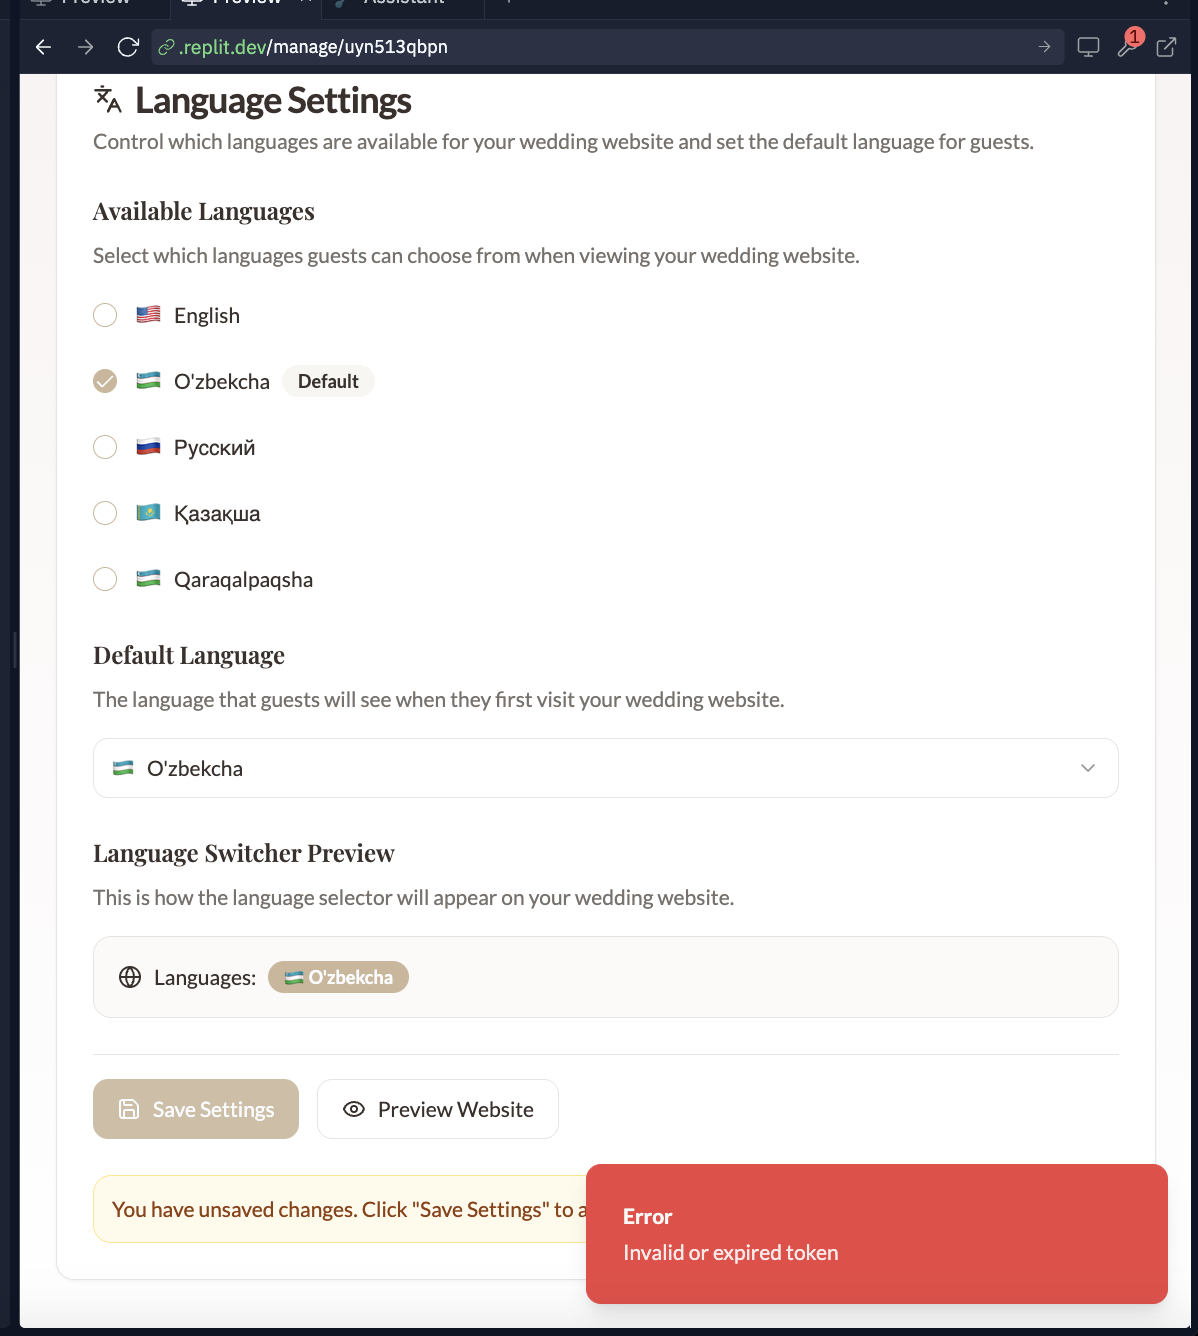 Preview
Preview
Assistant
.replit.dev/manage/uyn513qbpn
1
Language Settings
Control which languages are available for your wedding website and set the default language for guests.
Available Languages
Select which languages guests can choose from when viewing your wedding website.
English
O'zbekcha Default
Русский
Қазақша
Qaraqalpaqsha
Default Language
The language that guests will see when they first visit your wedding website.
O'zbekcha
Language Switcher Preview
This is how the language selector will appear on your wedding website.
Languages: O'zbekcha
Save Settings
Preview Website
You have unsaved changes. Click "Save Settings" to a
Error
Invalid or expired token